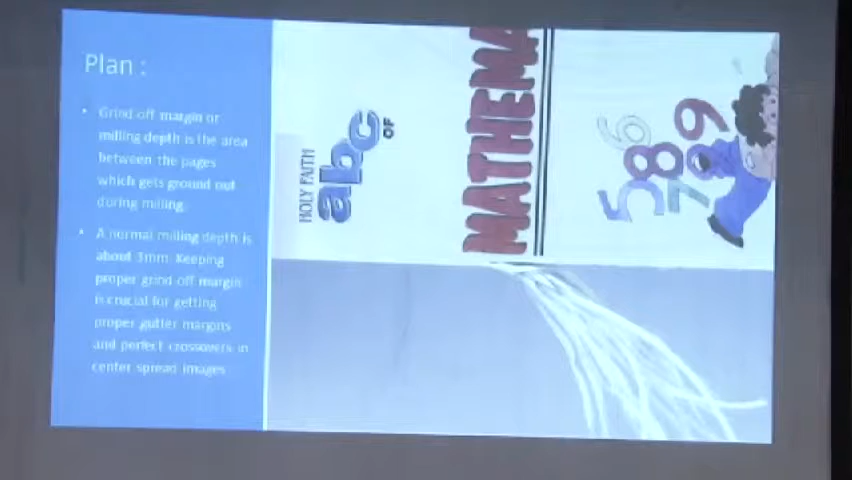 Plan :
Grind off margin or
milling depth is the area
between the pages
which gets ground out
during milling.
A normal milling depth is
about 3mm. Keeping
proper grind off margin
is crucial for getting
proper gutter margins
and perfect crossovers in
center spread images
HOLY FAITH
abc
OF
MATHEMA
5 6 7 8 8 9